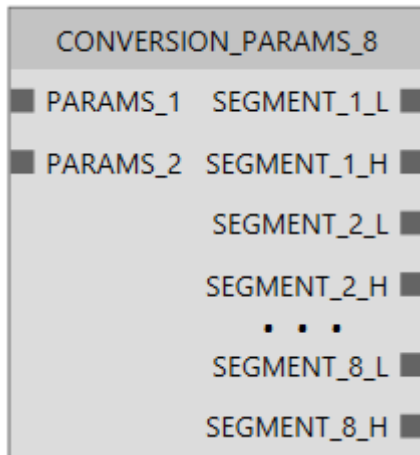 CONVERSION_PARAMS_8
PARAMS_1 SEGMENT_1_L
PARAMS_2 SEGMENT_1_H
SEGMENT_2_L
SEGMENT_2_H
. . .
SEGMENT_8_L
SEGMENT_8_H